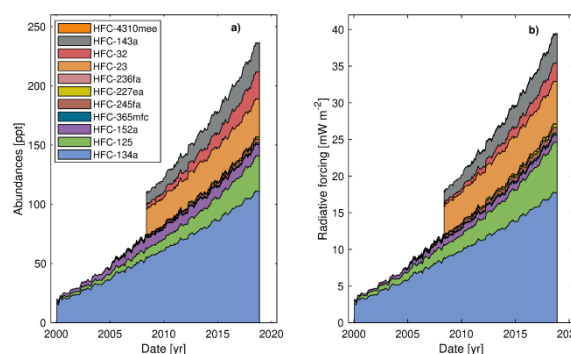 a)
250
200
150
100
50
0
Abundances [ppt]
HFC-4310mee
HFC-143a
HFC-32
HFC-23
HFC-236fa
HFC-227ea
HFC-245fa
HFC-365mfc
HFC-152a
HFC-125
HFC-134a
2000 2005 2010 2015 2020
Date [yr]
b)
40
35
30
25
20
15
10
5
0
Radiative forcing [mW m⁻²]
2000 2005 2010 2015 2020
Date [yr]